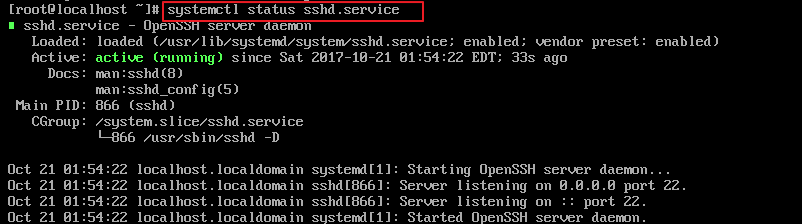 [root@localhost ~]# systemctl status sshd.service
sshd.service - OpenSSH server daemon
Loaded: loaded (/usr/lib/systemd/system/sshd.service; enabled; vendor preset: enabled)
Active: active (running) since Sat 2017-10-21 01:54:22 EDT; 33s ago
Docs: man:sshd(8)
man:sshd_config(5)
Main PID: 866 (sshd)
CGroup: /system.slice/sshd.service
└─866 /usr/sbin/sshd -D
Oct 21 01:54:22 localhost.localdomain systemd[1]: Starting OpenSSH server daemon...
Oct 21 01:54:22 localhost.localdomain sshd[866]: Server listening on 0.0.0.0 port 22.
Oct 21 01:54:22 localhost.localdomain sshd[866]: Server listening on :: port 22.
Oct 21 01:54:22 localhost.localdomain systemd[1]: Started OpenSSH server daemon.